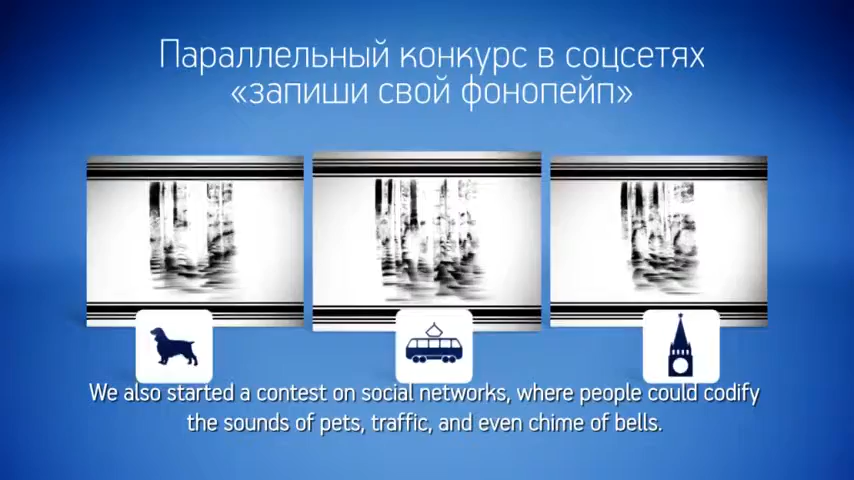 Параллельный конкурс в соцсетях
«запиши свой фонопейп»
We also started a contest on social networks, where people could codify
the sounds of pets, traffic, and even chime of bells.